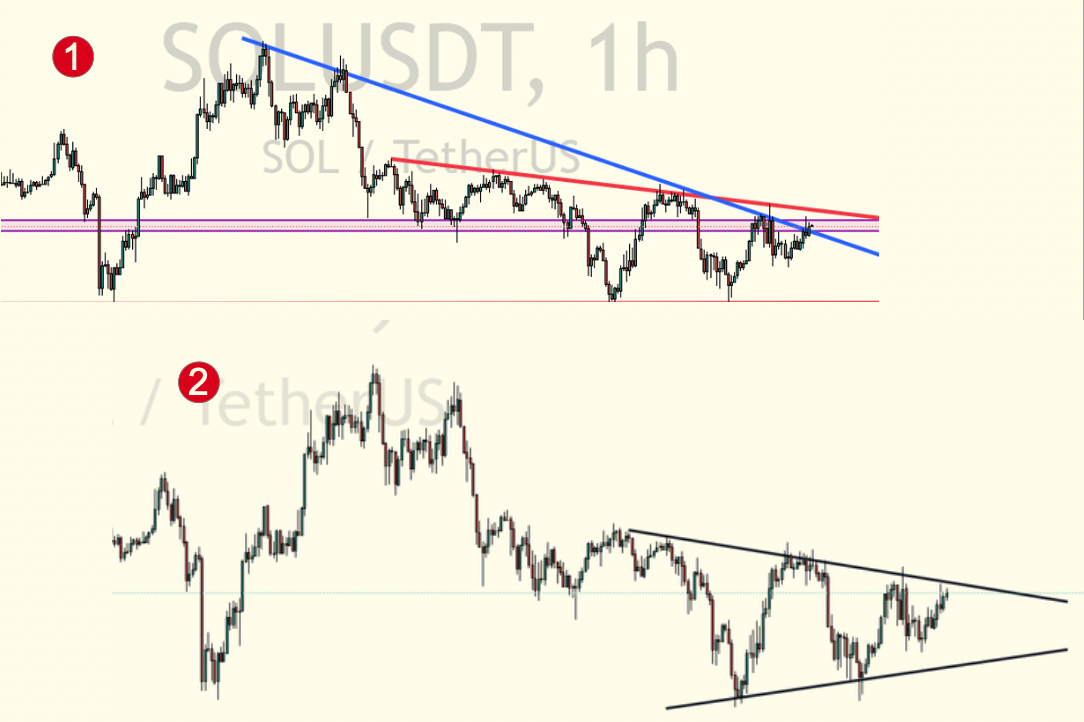 1
SOLUSDT, 1h
SOL / TetherUS
2
/ TetherUS